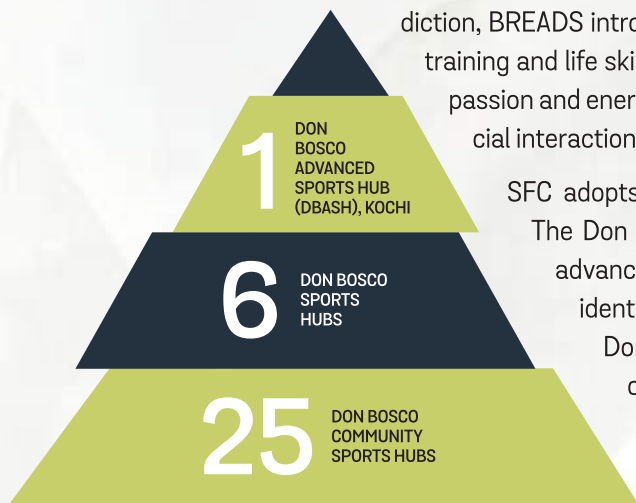 1
DON
BOSCO
ADVANCED
SPORTS HUB
(DBASH), KOCHI
6
DON BOSCO
SPORTS
HUBS
25
DON BOSCO
COMMUNITY
SPORTS HUBS
diction, BREADS intro
training and life ski
passion and ener
cial interaction
SFC adopts
The Don
advanc
ident
Do